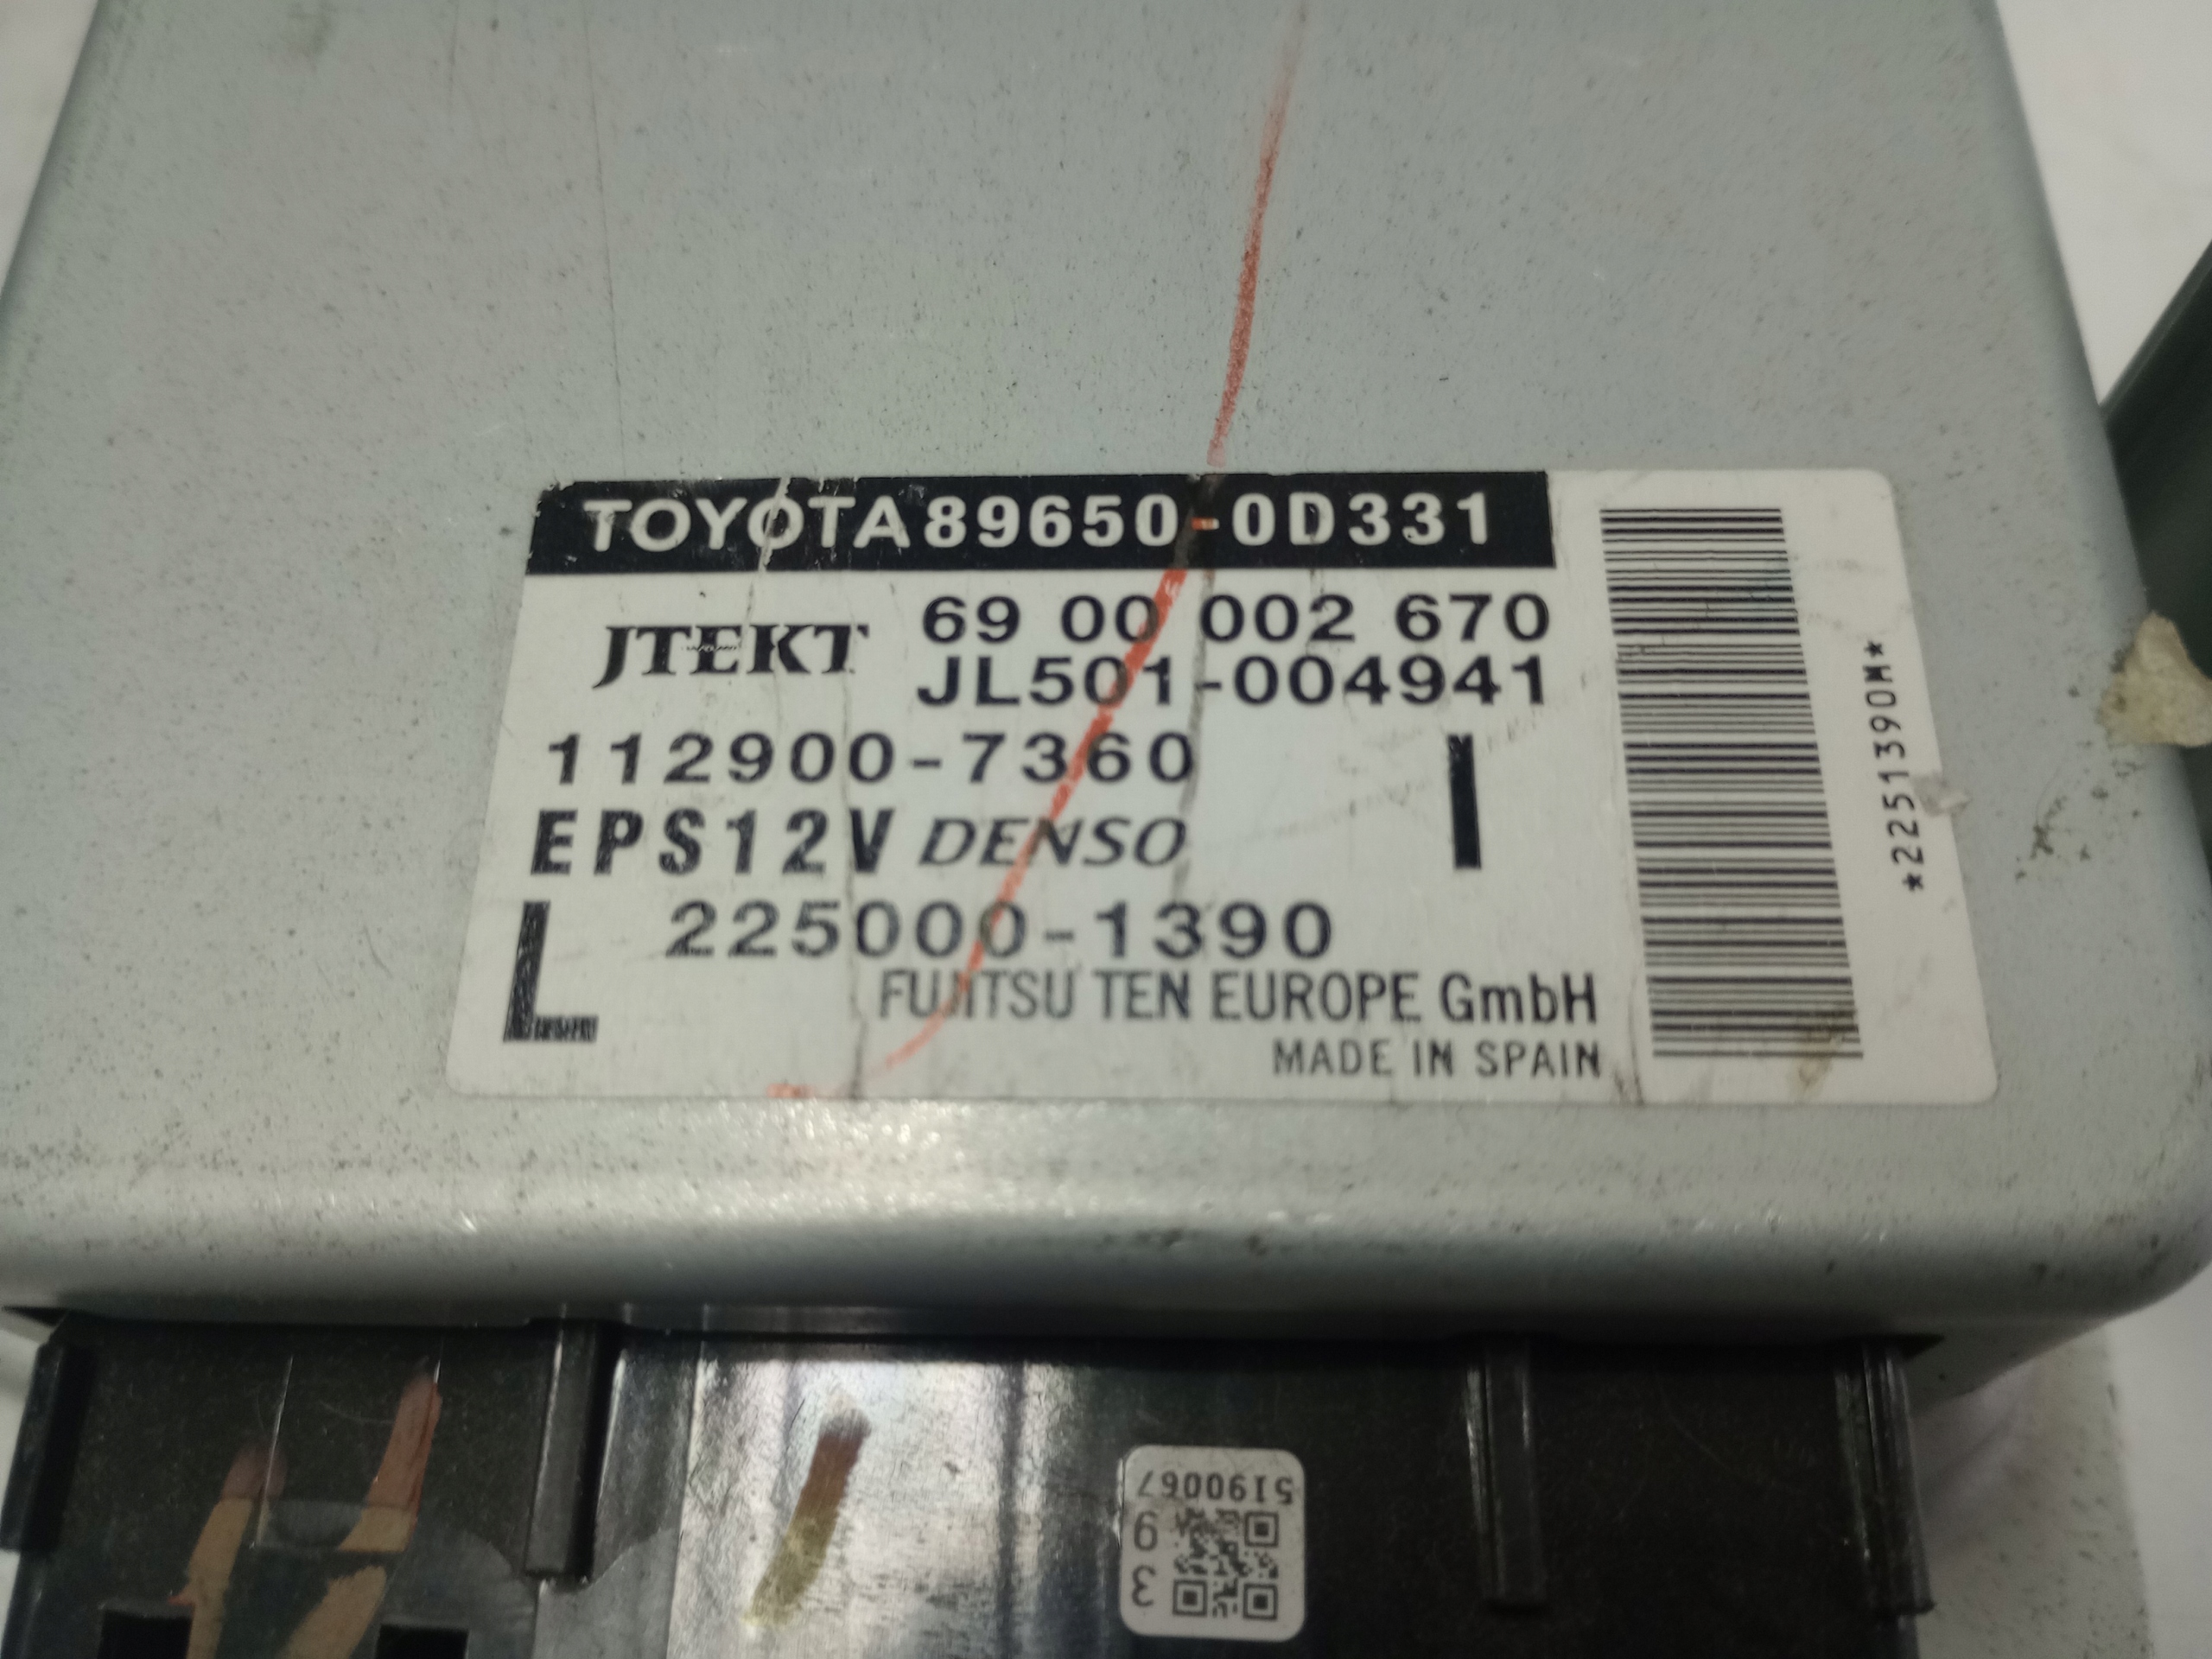 TOYOTA 89650-0D331
JTEKT 69 00 002 670
JL501-004941
112900-7360 I
EPS12V DENSO
L 225000-1390
FUJITSU TEN EUROPE GmbH
MADE IN SPAIN
*2251390M*
5190067
9
3